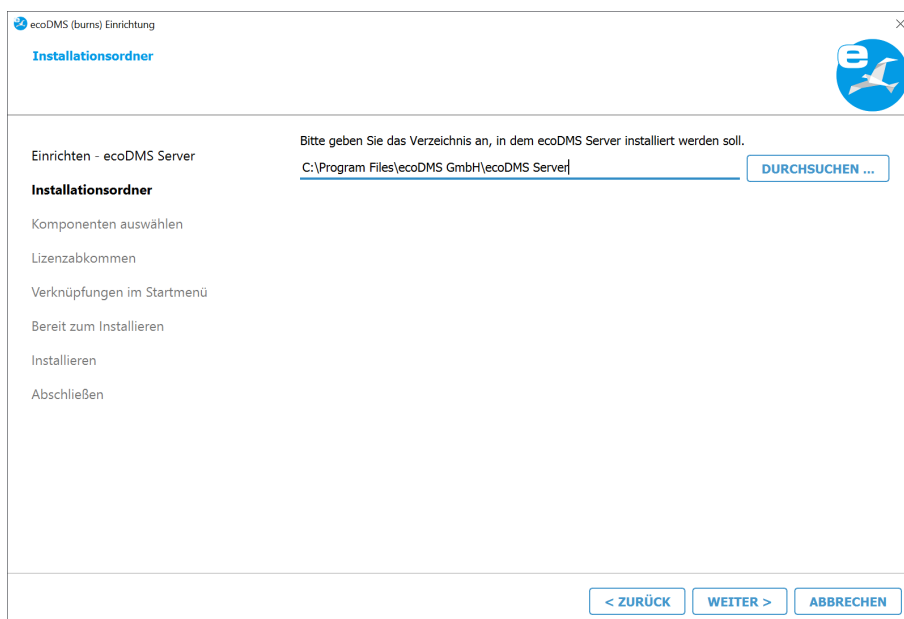 ecoDMS (burns) Einrichtung
Installationsordner
e
Bitte geben Sie das Verzeichnis an, in dem ecoDMS Server installiert werden soll.
C:\Program Files\ecoDMS GmbH\ecoDMS Server
DURCHSUCHEN ...
Einrichten - ecoDMS Server
Installationsordner
Komponenten auswählen
Lizenzabkommen
Verknüpfungen im Startmenü
Bereit zum Installieren
Installieren
Abschließen
< ZURÜCK
WEITER >
ABBRECHEN